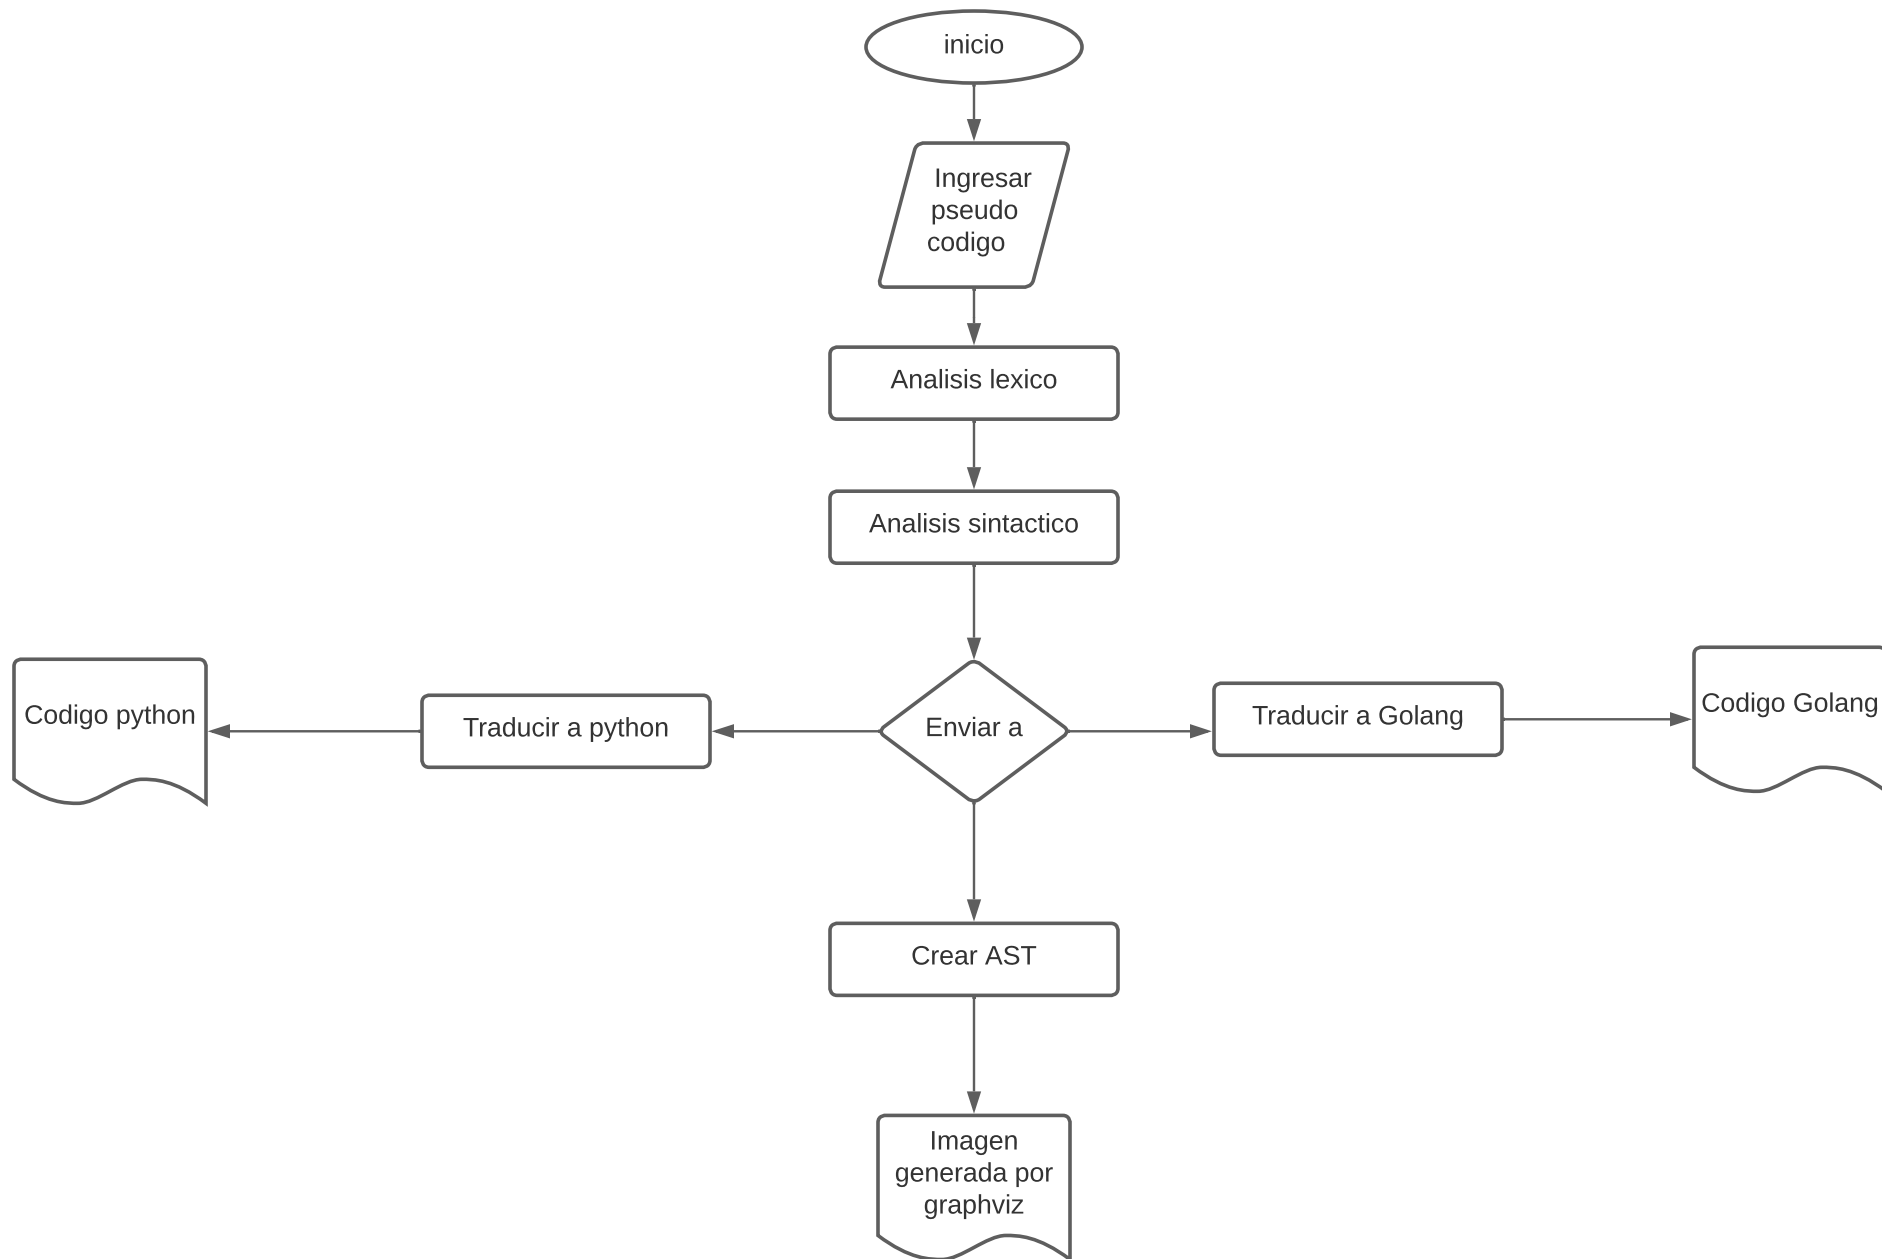 inicio
Ingresar
pseudo
codigo
Analisis lexico
Analisis sintactico
Codigo python
Traducir a python
Enviar a
Traducir a Golang
Codigo Golang
Crear AST
Imagen
generada por
graphviz